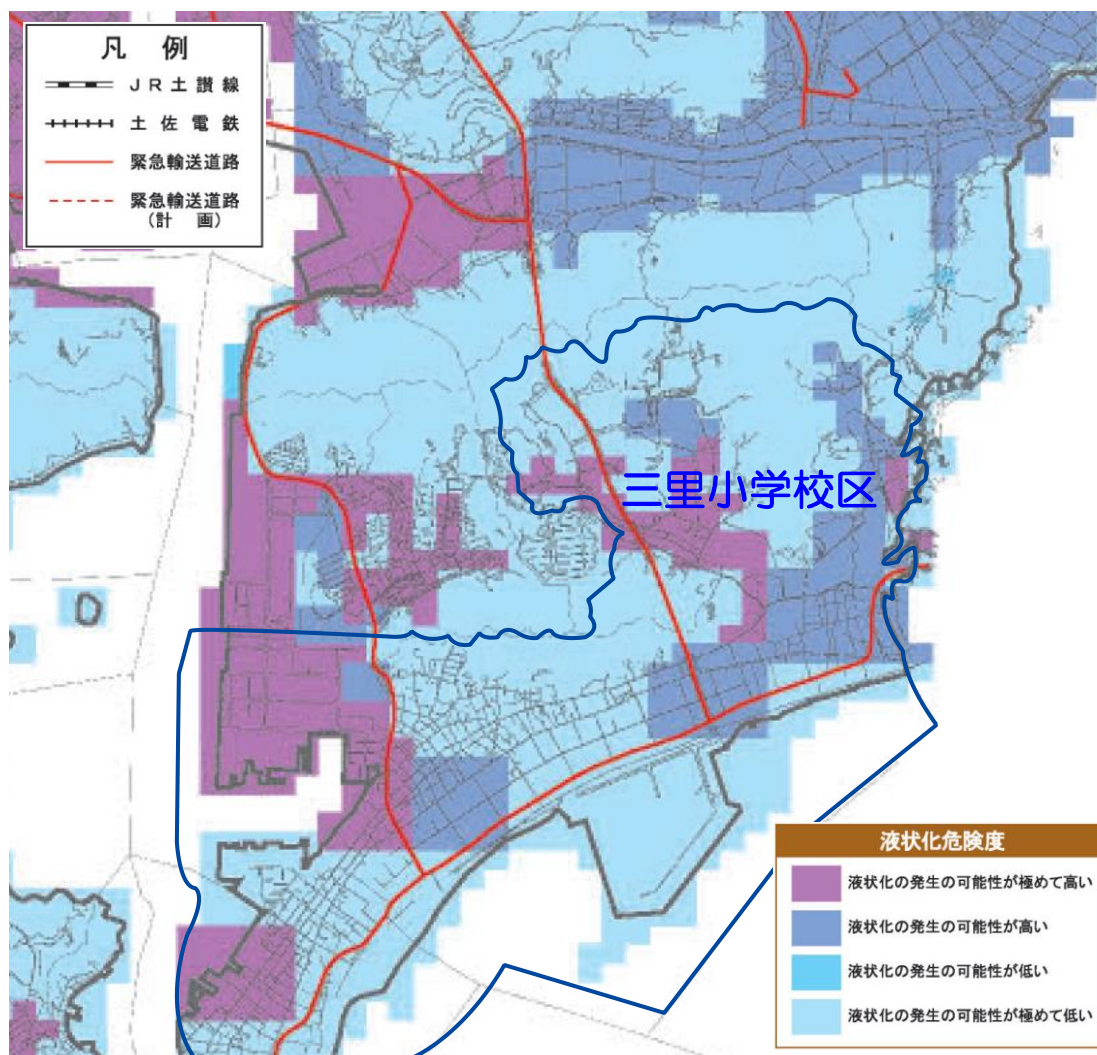 凡 例
JR土讃線
土佐電鉄
緊急輸送道路
緊急輸送道路
(計 画)
三里小学校区
液状化危険度
液状化の発生の可能性が極めて高い
液状化の発生の可能性が高い
液状化の発生の可能性が低い
液状化の発生の可能性が極めて低い